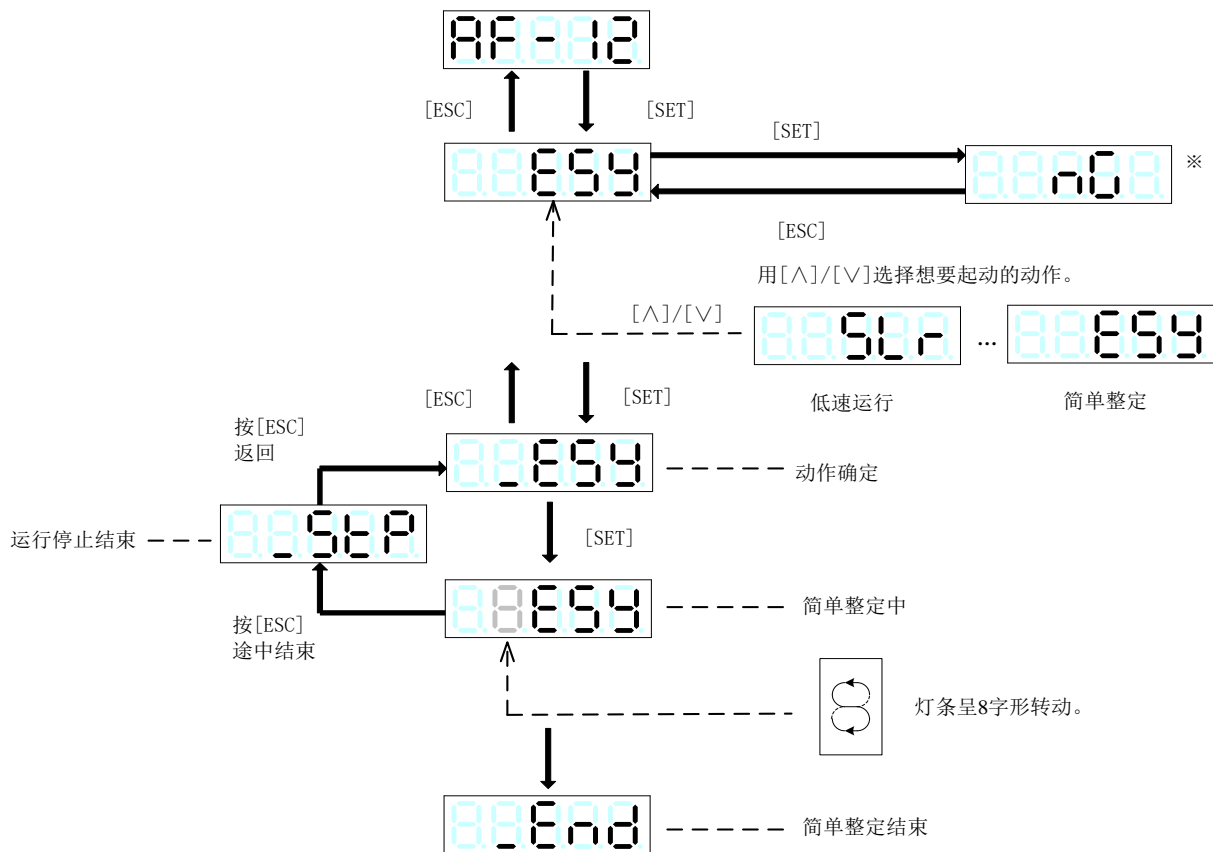 AF-12
[ESC]
[SET]
[SET]
ESY
nG
※
[ESC]
用[∧]/[∨]选择想要起动的动作。
[∧]/[∨]
SLr
…
ESY
[ESC]
[SET]
低速运行
简单整定
按[ESC]
返回
_ESY
动作确定
运行停止结束
_StP
[SET]
ESY
简单整定中
按[ESC]
途中结束
灯条呈8字形转动。
_End
简单整定结束